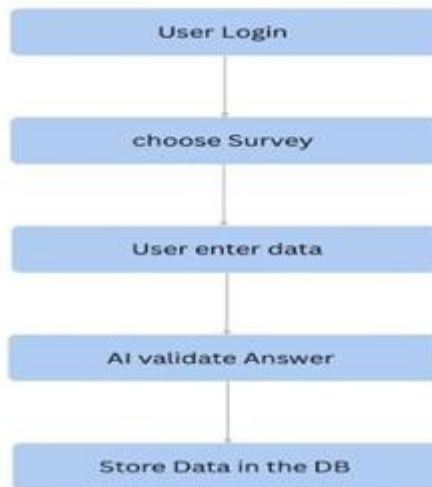 User Login
choose Survey
User enter data
AI validate Answer
Store Data in the DB